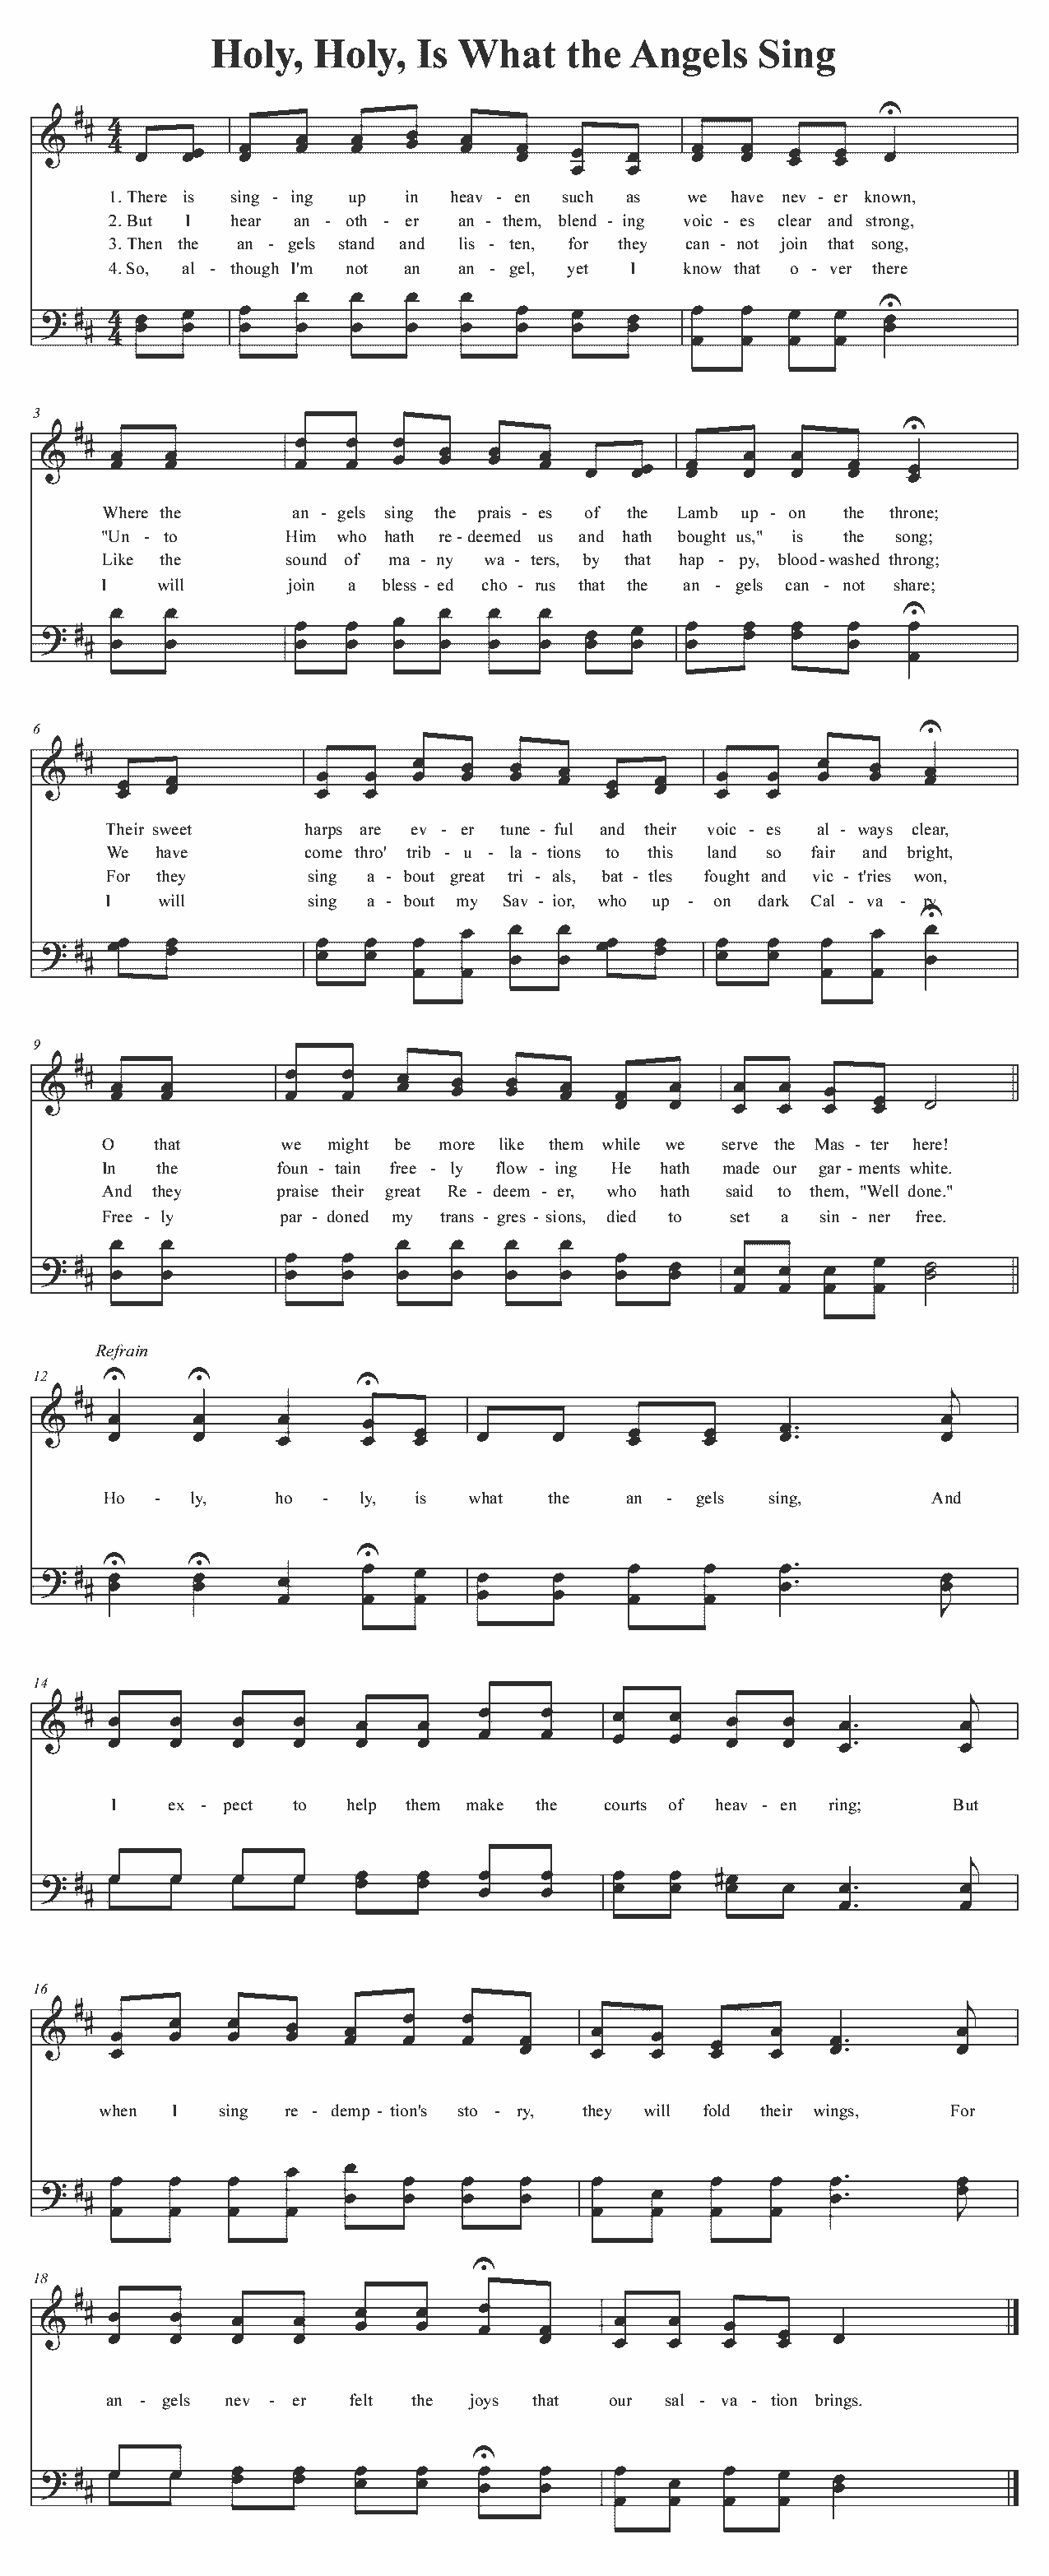 Holy, Holy, Is What the Angels Sing
4 4
1. There is sing - ing up in heav - en such as we have nev - er known,
2. But I hear an - oth - er an - them, blend - ing voic - es clear and strong,
3. Then the an - gels stand and lis - ten, for they can - not join that song,
4. So, al - though I'm not an an - gel, yet I know that o - ver there
4 4
3
Where the an - gels sing the prais - es of the Lamb up - on the throne;
"Un - to Him who hath re - deemed us and hath bought us," is the song;
Like the sound of ma - ny wa - ters, by that hap - py, blood - washed throng;
I will join a bless - ed cho - rus that the an - gels can - not share;
6
Their sweet harps are ev - er tune - ful and their voic - es al - ways clear,
We have come thro' trib - u - la - tions to this land so fair and bright,
For they sing a - bout great tri - als, bat - tles fought and vic - t'ries won,
I will sing a - bout my Sav - ior, who up - on dark Cal - va - ry
9
O that we might be more like them while we serve the Mas - ter here!
In the foun - tain free - ly flow - ing He hath made our gar - ments white.
And they praise their great Re - deem - er, who hath said to them, "Well done."
Free - ly par - doned my trans - gres - sions, died to set a sin - ner free.
Refrain
12
Ho - ly, ho - ly, is what the an - gels sing, And
14
I ex - pect to help them make the courts of heav - en ring; But
16
when I sing re - demp - tion's sto - ry, they will fold their wings, For
18
an - gels nev - er felt the joys that our sal - va - tion brings.